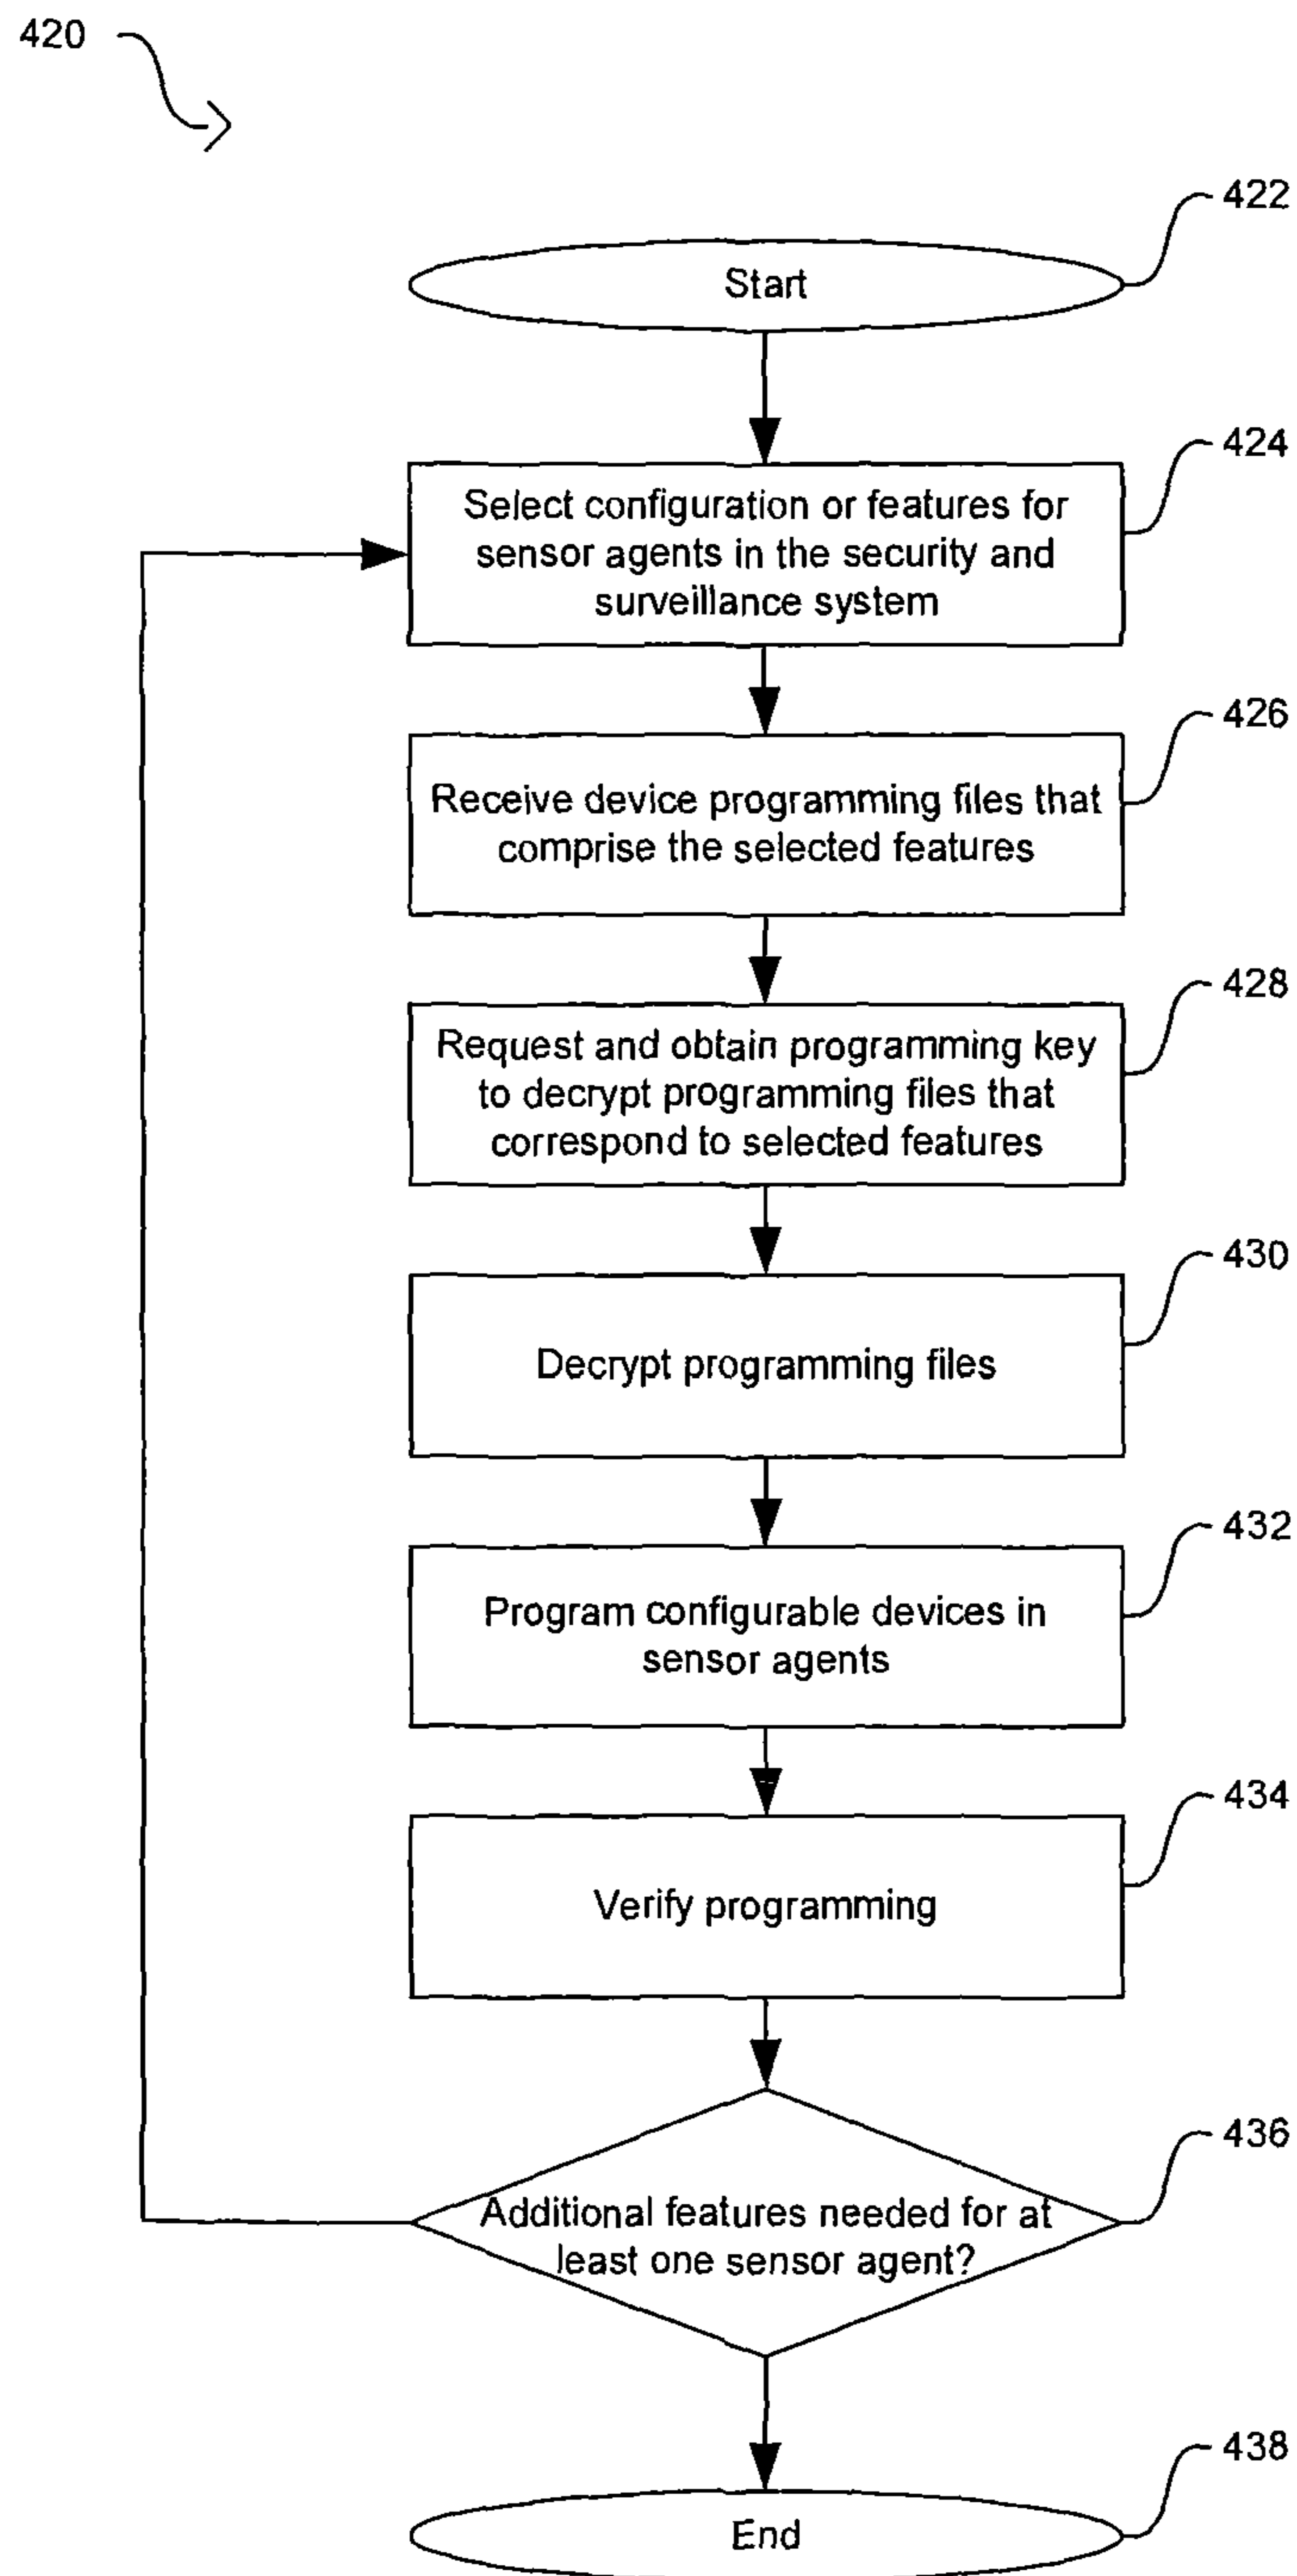 420
422
Start
424
Select configuration or features for
sensor agents in the security and
surveillance system
426
Receive device programming files that
comprise the selected features
428
Request and obtain programming key
to decrypt programming files that
correspond to selected features
430
Decrypt programming files
432
Program configurable devices in
sensor agents
434
Verify programming
436
Additional features needed for at
least one sensor agent?
438
End